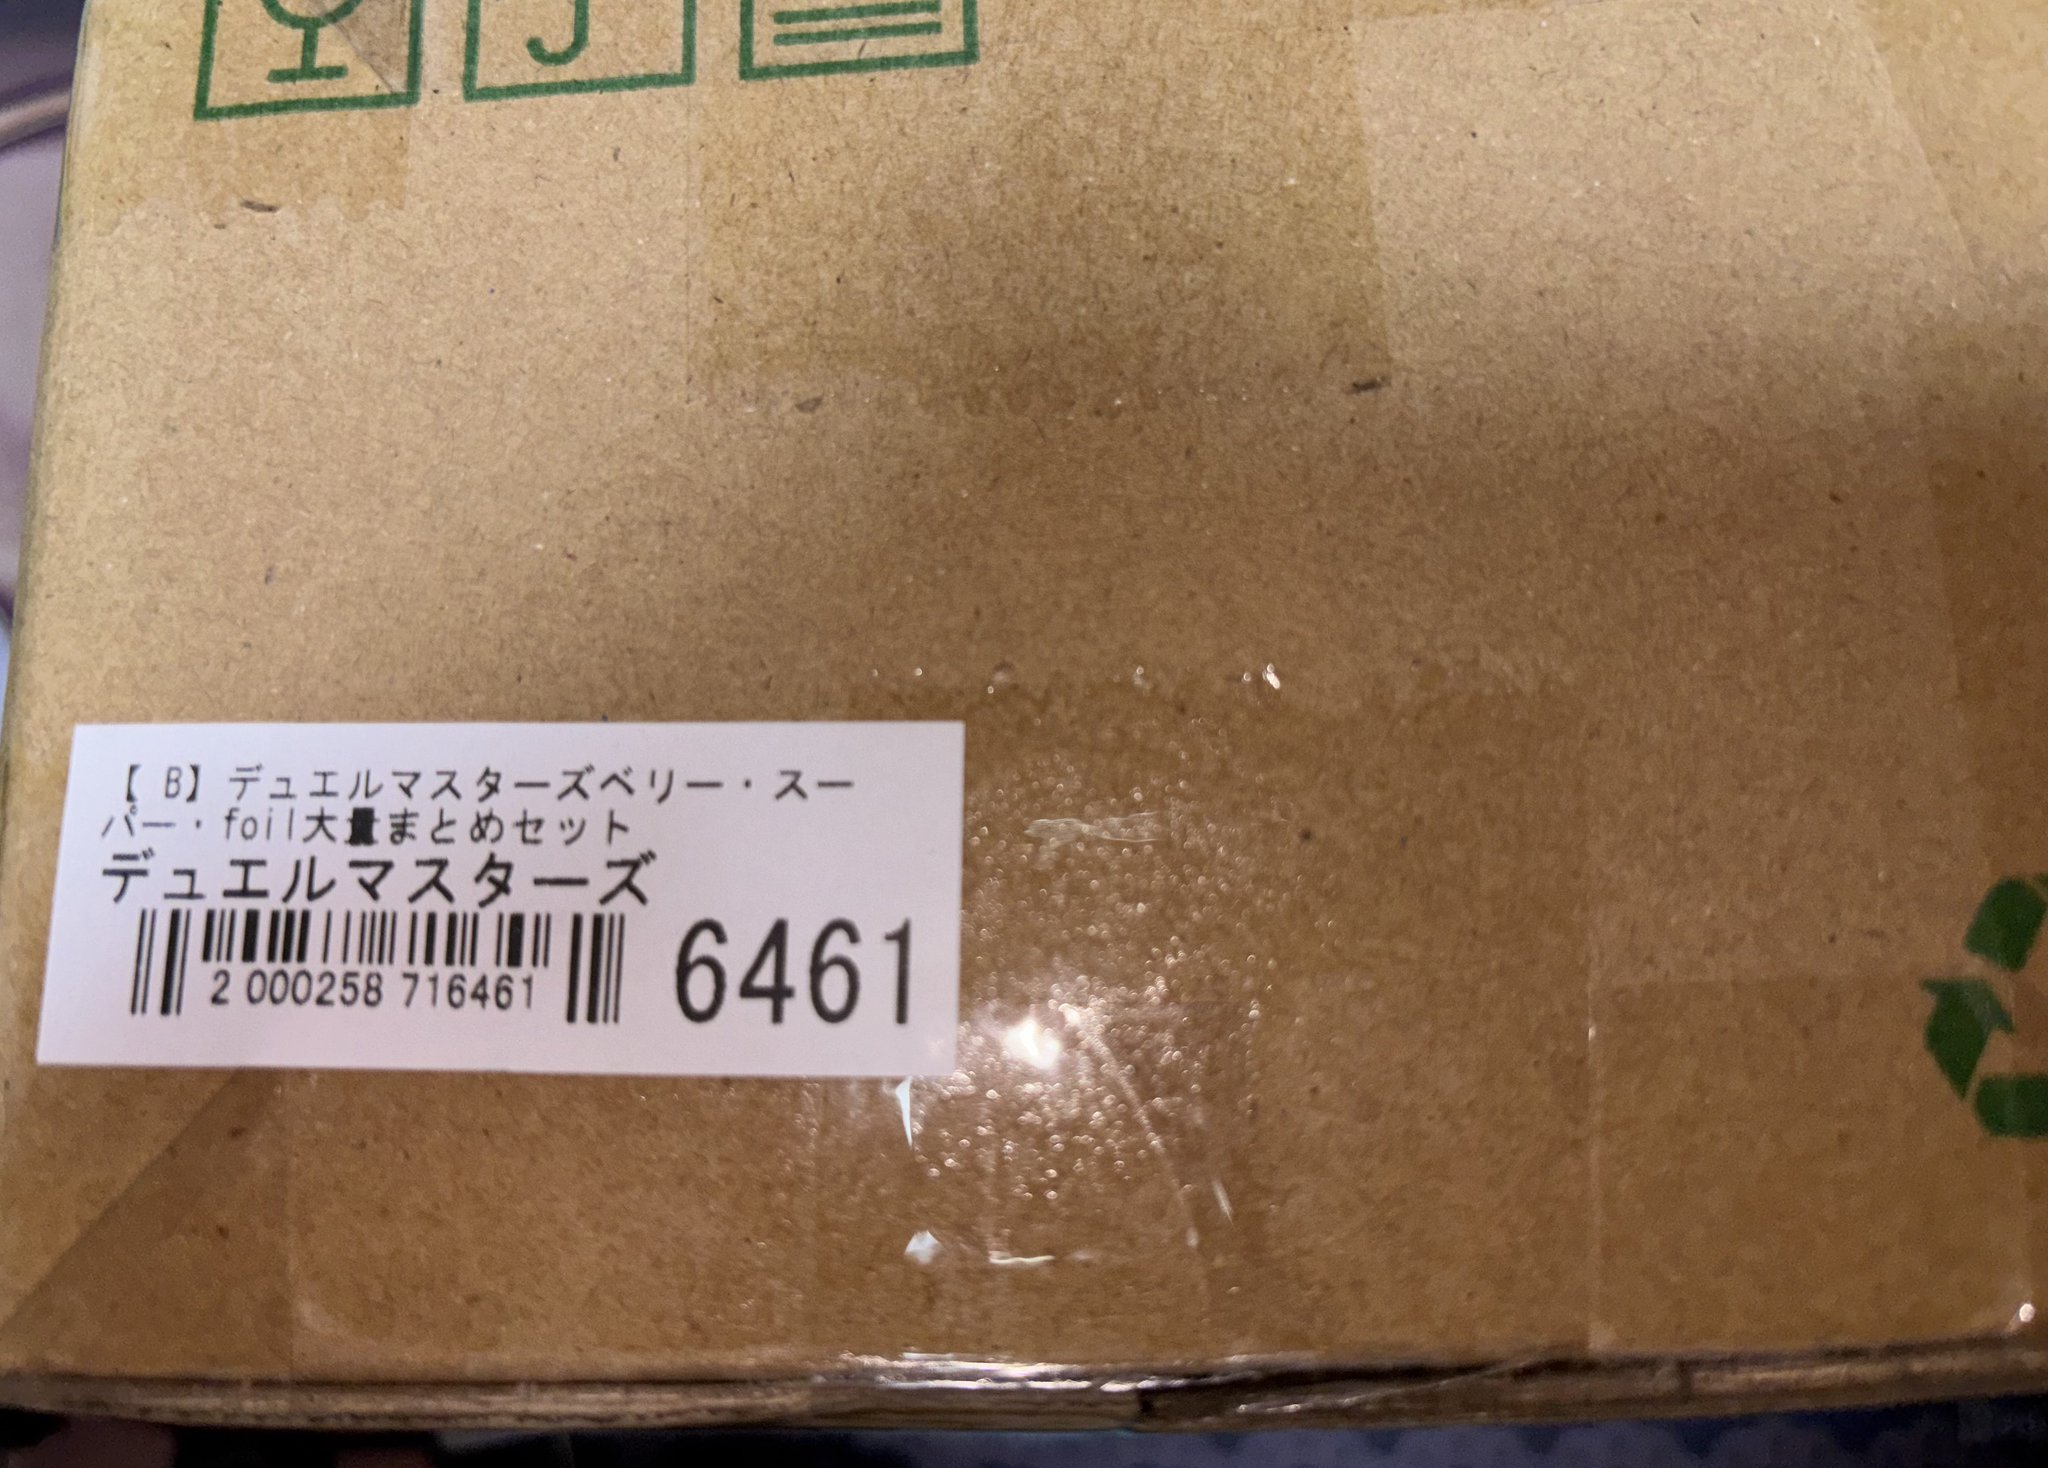 【 B】デュエルマスターズベリー・スー
パー・foil大量まとめセット
デュエルマスターズ
2 000258 716461
6461